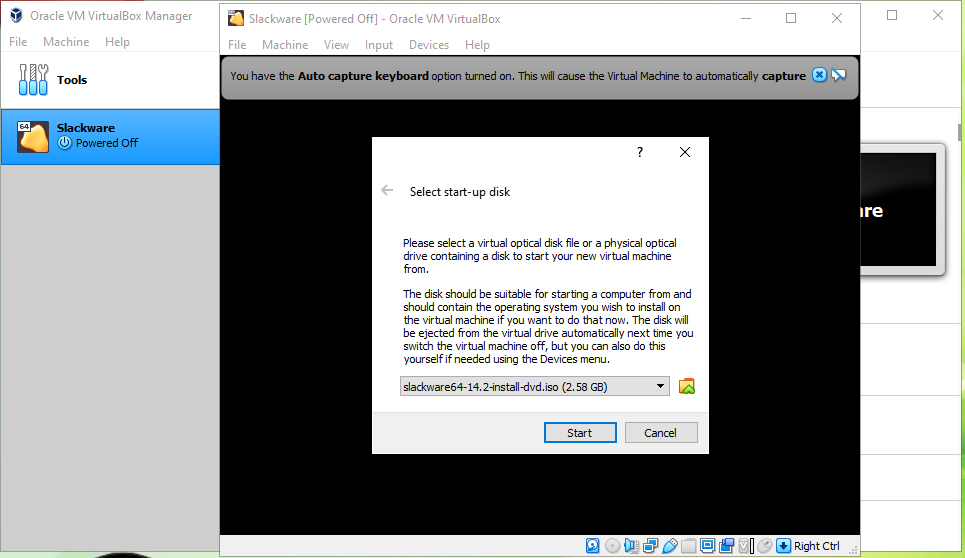 Oracle VM VirtualBox Manager
File Machine Help
Tools
64
Slackware
Powered Off
Slackware [Powered Off] - Oracle VM VirtualBox
File Machine View Input Devices Help
You have the Auto capture keyboard option turned on. This will cause the Virtual Machine to automatically capture
?
Select start-up disk
Please select a virtual optical disk file or a physical optical
drive containing a disk to start your new virtual machine
from.
The disk should be suitable for starting a computer from and
should contain the operating system you wish to install on
the virtual machine if you want to do that now. The disk will
be ejected from the virtual drive automatically next time you
switch the virtual machine off, but you can also do this
yourself if needed using the Devices menu.
slackware64-14.2-install-dvd.iso (2.58 GB)
Start Cancel
are
Right Ctrl